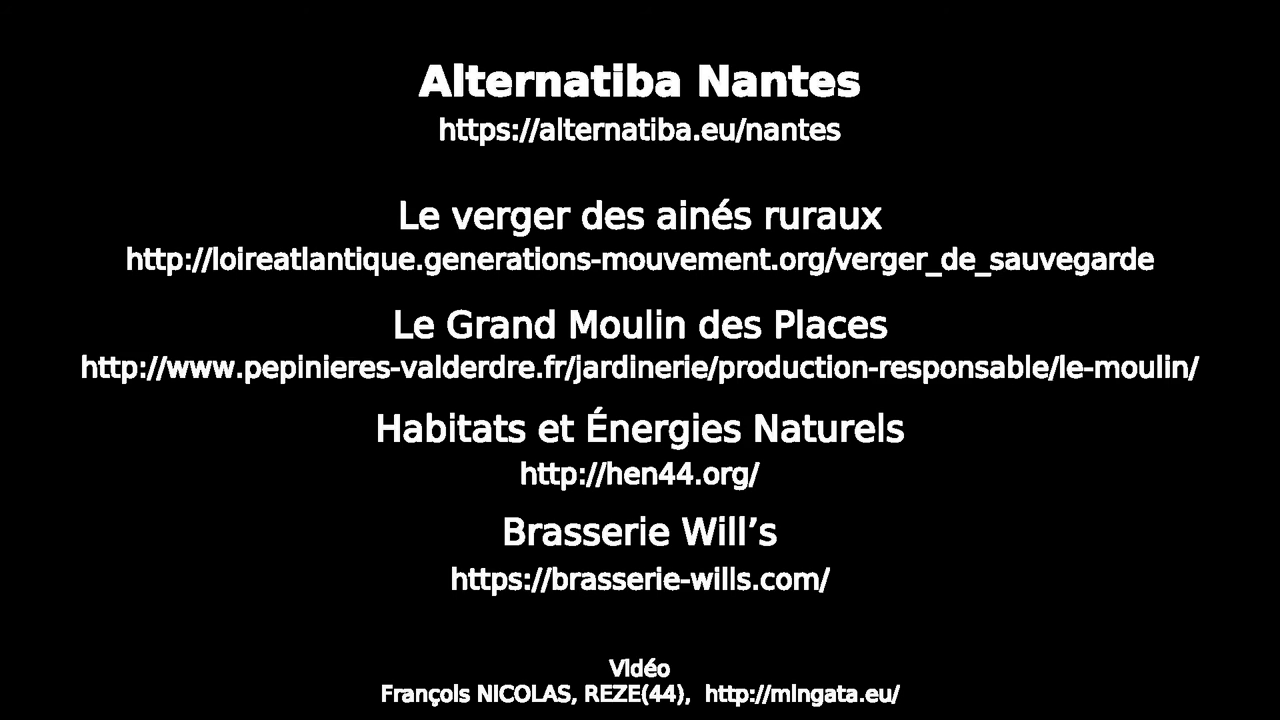 Alternatiba Nantes
https://alternatiba.eu/nantes
Le verger des ainés ruraux
http://loireatlantique.generations-mouvement.org/verger_de_sauvegarde
Le Grand Moulin des Places
http://www.pepinieres-valderdre.fr/jardinerie/production-responsable/le-moulin/
Habitats et Énergies Naturels
http://hen44.org/
Brasserie Will’s
https://brasserie-wills.com/
Vidéo
François NICOLAS, REZE(44), http://mingata.eu/